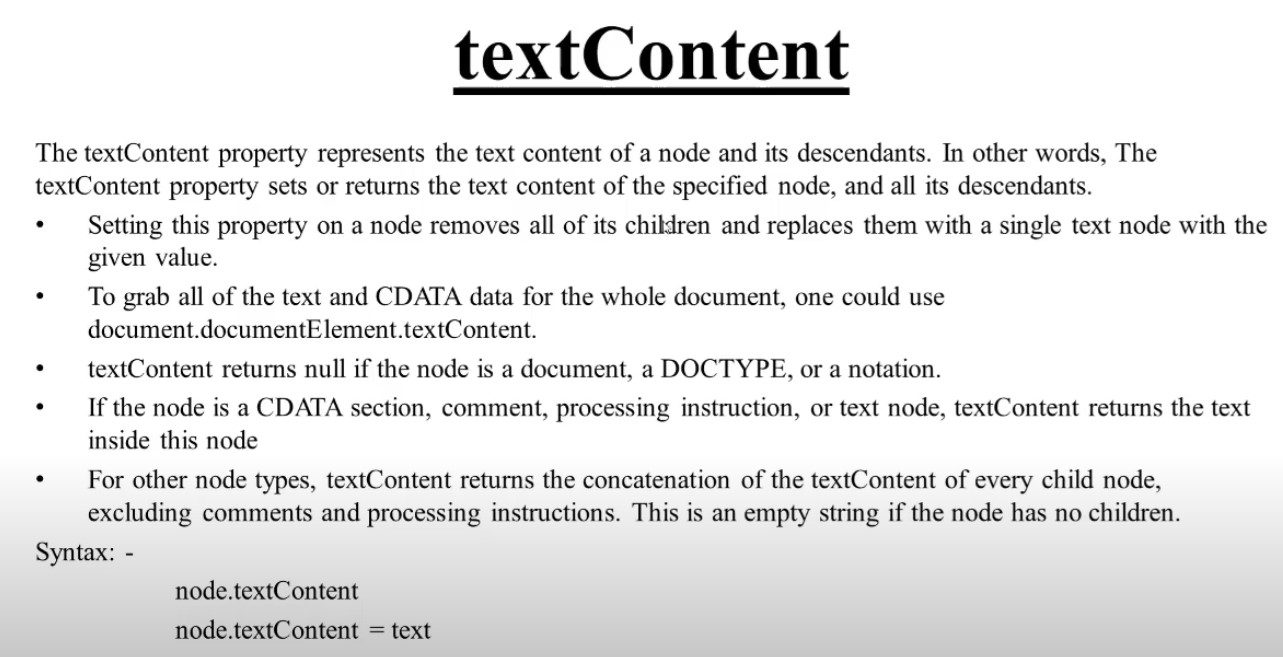 textContent
The textContent property represents the text content of a node and its descendants. In other words, The
textContent property sets or returns the text content of the specified node, and all its descendants.
• Setting this property on a node removes all of its children and replaces them with a single text node with the
given value.
• To grab all of the text and CDATA data for the whole document, one could use
document.documentElement.textContent.
• textContent returns null if the node is a document, a DOCTYPE, or a notation.
• If the node is a CDATA section, comment, processing instruction, or text node, textContent returns the text
inside this node
• For other node types, textContent returns the concatenation of the textContent of every child node,
excluding comments and processing instructions. This is an empty string if the node has no children.
Syntax: -
node.textContent
node.textContent = text